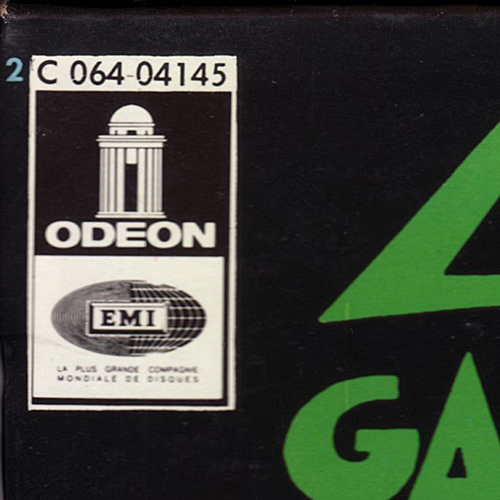 2 C 064-04145
ODEON
EMI
LA PLUS GRANDE COMPAGNIE
MONDIALE DE DISQUES
GA